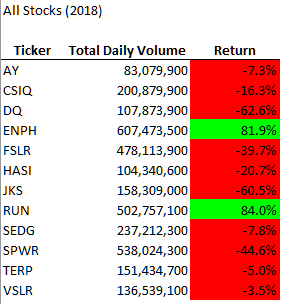 All Stocks (2018)
Ticker Total Daily Volume Return
AY 83,079,900 -7.3%
CSIQ 200,879,900 -16.3%
DQ 107,873,900 -62.6%
ENPH 607,473,500 81.9%
FSLR 478,113,900 -39.7%
HASI 104,340,600 -20.7%
JKS 158,309,000 -60.5%
RUN 502,757,100 84.0%
SEDG 237,212,300 -7.8%
SPWR 538,024,300 -44.6%
TERP 151,434,700 -5.0%
VSLR 136,539,100 -3.5%